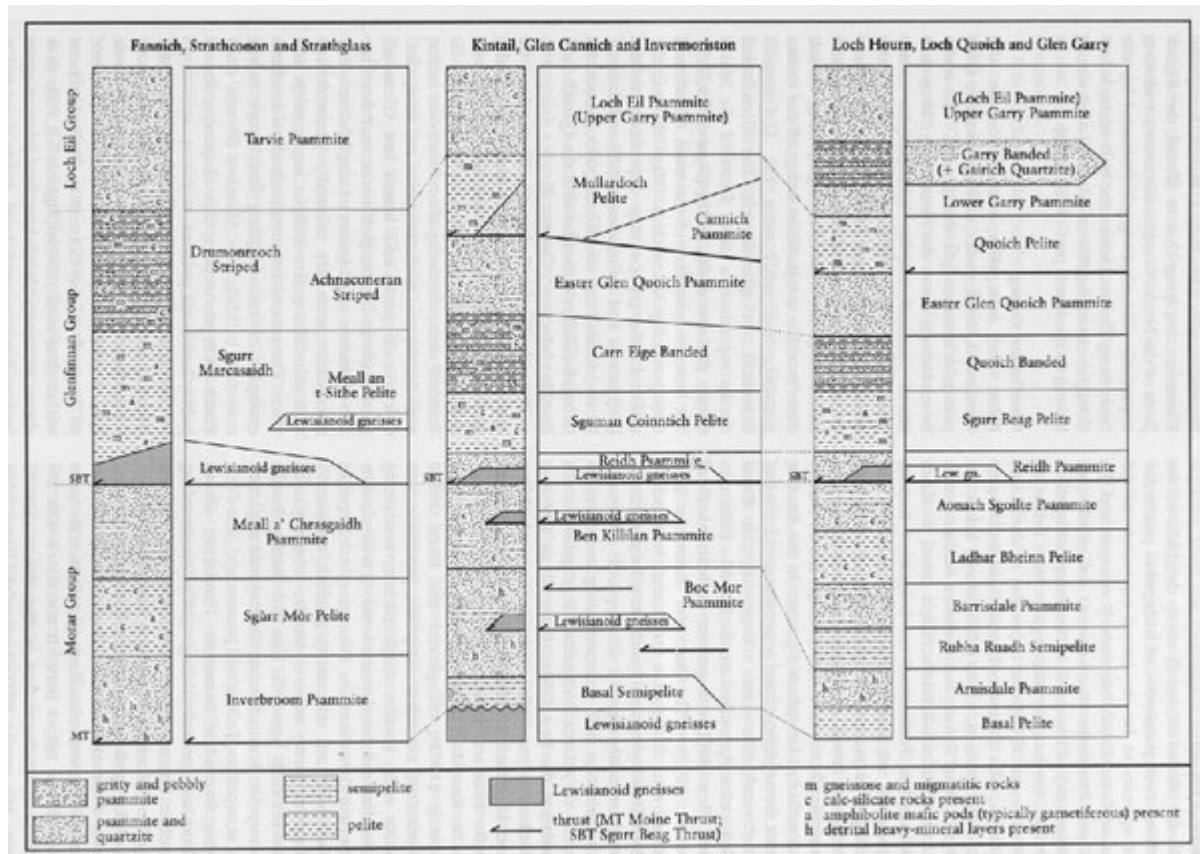 Fannich, Strathconon and Strathglass
Kintail, Glen Cannich and Invermoriston
Loch Hourn, Loch Quoich and Glen Garry
Loch Eil Group
Glenfinnan Group
Morar Group
SBT
MT
Tarvie Psammite
Drumonreoch
Striped
Achnaconeran
Striped
Sgurr
Marcasaidh
Meall an
t-Sithe Pelite
Lewisianoid gneisses
Lewisianoid gneisses
Meall a' Chrasgaidh
Psammite
Sgùrr Mòr Pelite
Inverbroom Psammite
SBT
Loch Eil Psammite
(Upper Garry Psammite)
Mullardoch
Pelite
Cannich
Psammite
Easter Glen Quoich Psammite
Carn Eige Banded
Sguman Coinntich Pelite
Reidh Psammite
Lewisianoid gneisses
Lewisianoid gneisses
Ben Killilan Psammite
Boc Mor
Psammite
Lewisianoid gneisses
Basal Semipelite
Lewisianoid gneisses
SBT
(Loch Eil Psammite)
Upper Garry Psammite
Garry Banded
(+ Gairich Quartzite)
Lower Garry Psammite
Quoich Pelite
Easter Glen Quoich Psammite
Quoich Banded
Sgurr Beag Pelite
Reidh Psammite
Lew. gn.
Aonach Sgoilte Psammite
Ladhar Bheinn Pelite
Barrisdale Psammite
Rubha Ruadh Semipelite
Arnisdale Psammite
Basal Pelite
gritty and pebbly
psammite
psammite and
quartzite
semipelite
pelite
Lewisianoid gneisses
thrust (MT Moine Thrust;
SBT Sgurr Beag Thrust)
m gneissose and migmatitic rocks
c calc-silicate rocks present
a amphibolite mafic pods (typically garnetiferous) present
h detrital heavy-mineral layers present